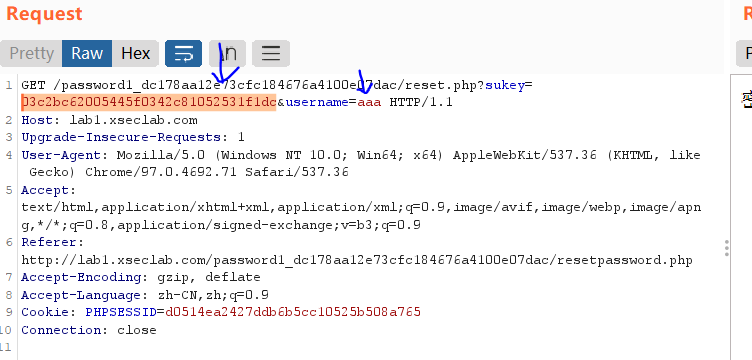 Request
Pretty Raw Hex \n
1 GET /password1_dc178aa12e73cfc184676a4100e07dac/reset.php?sukey=
03c2bc62005445f0342c81052531f1dc&username=aaa HTTP/1.1
2 Host: lab1.xseclab.com
3 Upgrade-Insecure-Requests: 1
4 User-Agent: Mozilla/5.0 (Windows NT 10.0; Win64; x64) AppleWebKit/537.36 (KHTML, like
Gecko) Chrome/97.0.4692.71 Safari/537.36
5 Accept:
text/html,application/xhtml+xml,application/xml;q=0.9,image/avif,image/webp,image/apn
g,*/*;q=0.8,application/signed-exchange;v=b3;q=0.9
6 Referer:
http://lab1.xseclab.com/password1_dc178aa12e73cfc184676a4100e07dac/resetpassword.php
7 Accept-Encoding: gzip, deflate
8 Accept-Language: zh-CN,zh;q=0.9
9 Cookie: PHPSESSID=d0514ea2427ddb6b5cc10525b508a765
10 Connection: close
11